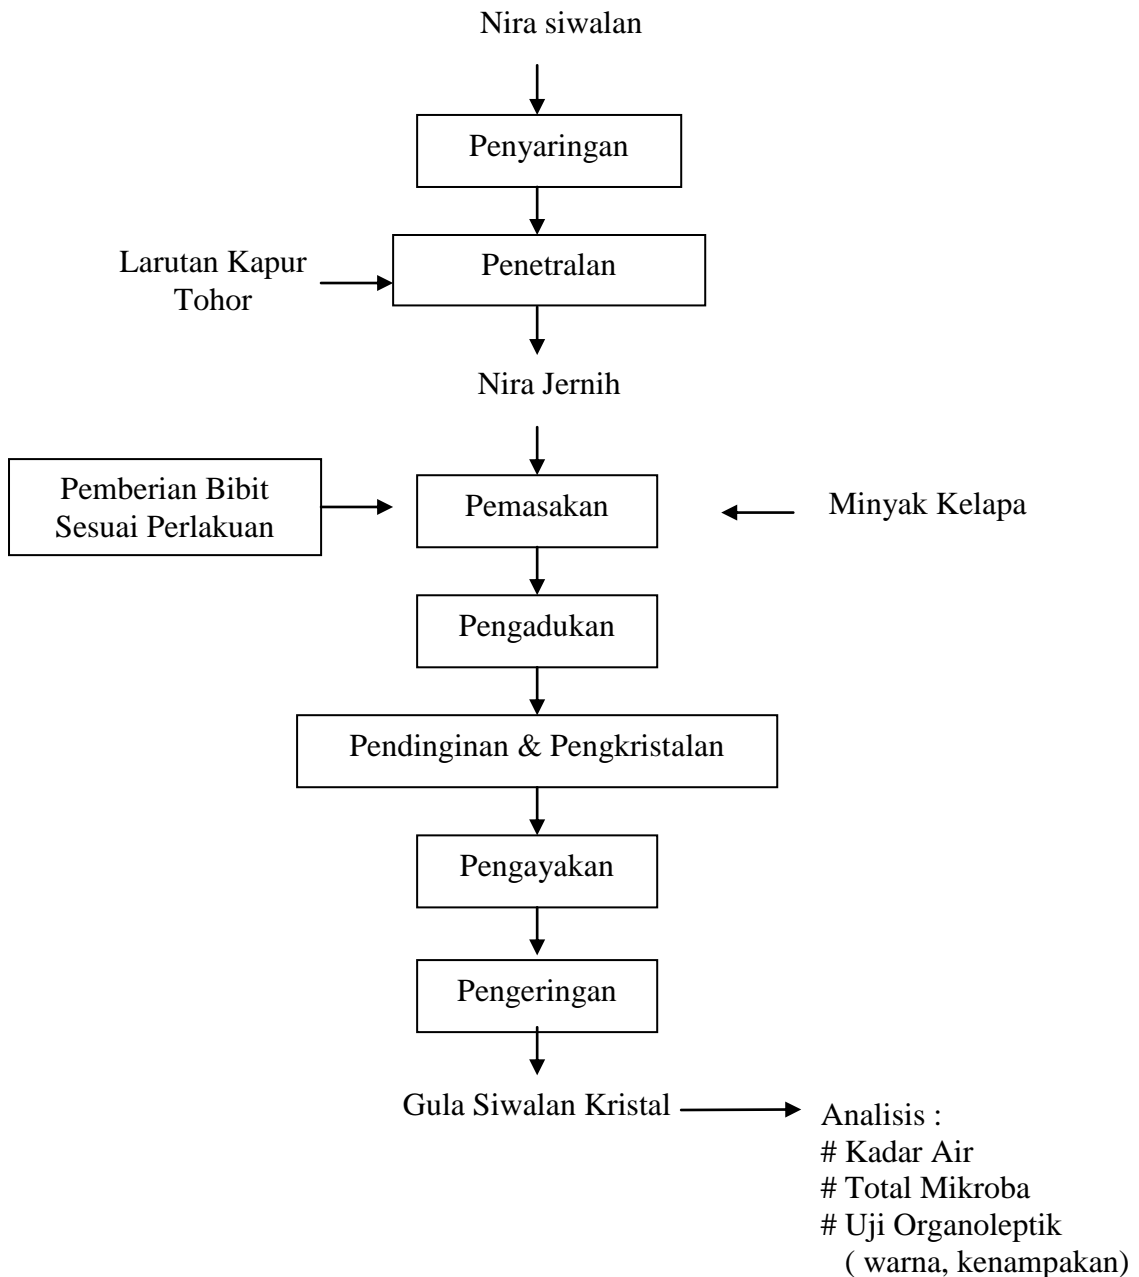 Nira siwalan
Penyaringan
Larutan Kapur
Tohor
Penetralan
Nira Jernih
Pemberian Bibit
Sesuai Perlakuan
Pemasakan
Minyak Kelapa
Pengadukan
Pendinginan & Pengkristalan
Pengayakan
Pengeringan
Gula Siwalan Kristal
Analisis :
# Kadar Air
# Total Mikroba
# Uji Organoleptik
( warna, kenampakan)